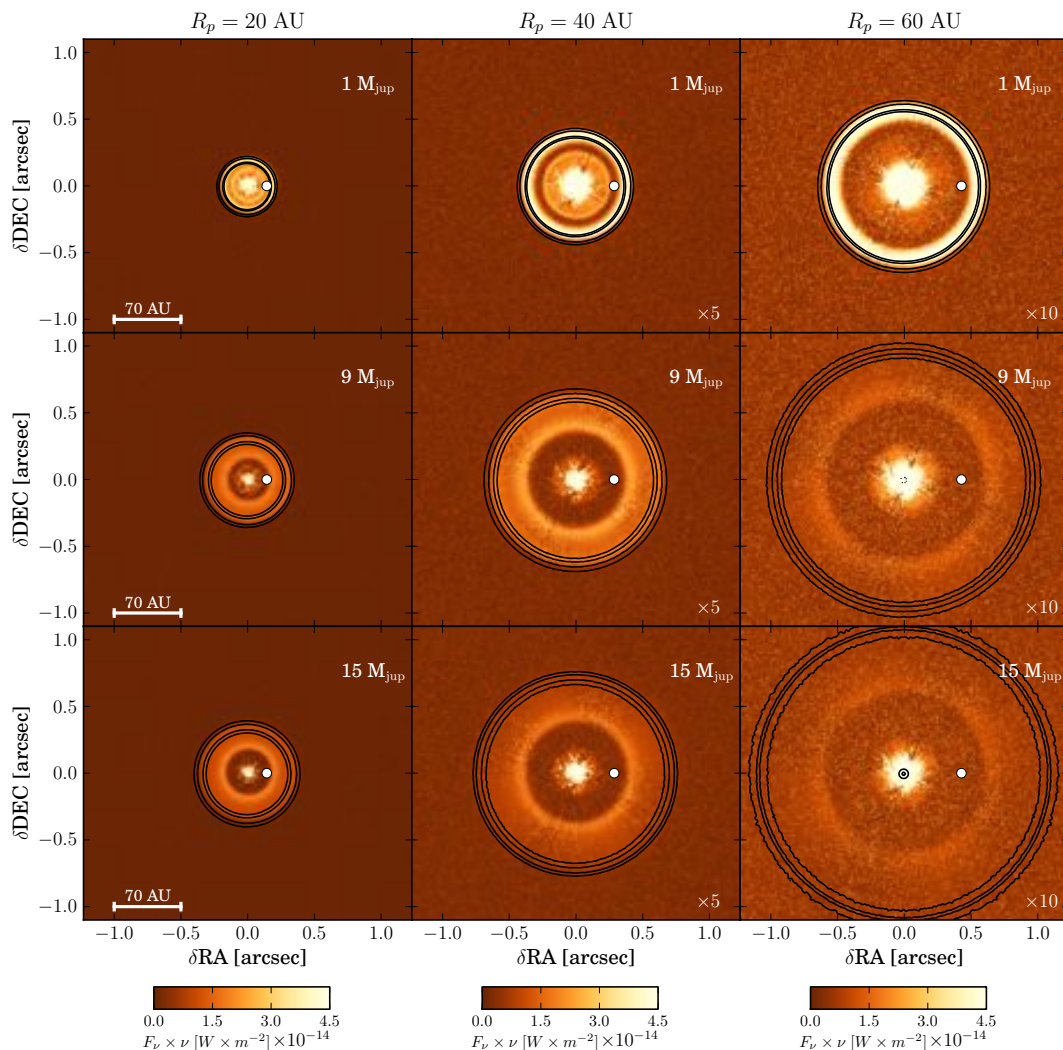 R_p = 20 AU R_p = 40 AU R_p = 60 AU
1.0 1 M_jup 1 M_jup 1 M_jup
0.5
0.0
−0.5
−1.0
δDEC [arcsec]
70 AU ×5 ×10
1.0 9 M_jup 9 M_jup 9 M_jup
0.5
0.0
−0.5
−1.0
δDEC [arcsec]
70 AU ×5 ×10
1.0 15 M_jup 15 M_jup 15 M_jup
0.5
0.0
−0.5
−1.0
δDEC [arcsec]
70 AU ×5 ×10
−1.0 −0.5 0.0 0.5 1.0 −1.0 −0.5 0.0 0.5 1.0 −1.0 −0.5 0.0 0.5 1.0
δRA [arcsec] δRA [arcsec] δRA [arcsec]
0.0 1.5 3.0 4.5 0.0 1.5 3.0 4.5 0.0 1.5 3.0 4.5
F_ν × ν [W × m⁻²] ×10⁻¹⁴ F_ν × ν [W × m⁻²] ×10⁻¹⁴ F_ν × ν [W × m⁻²] ×10⁻¹⁴